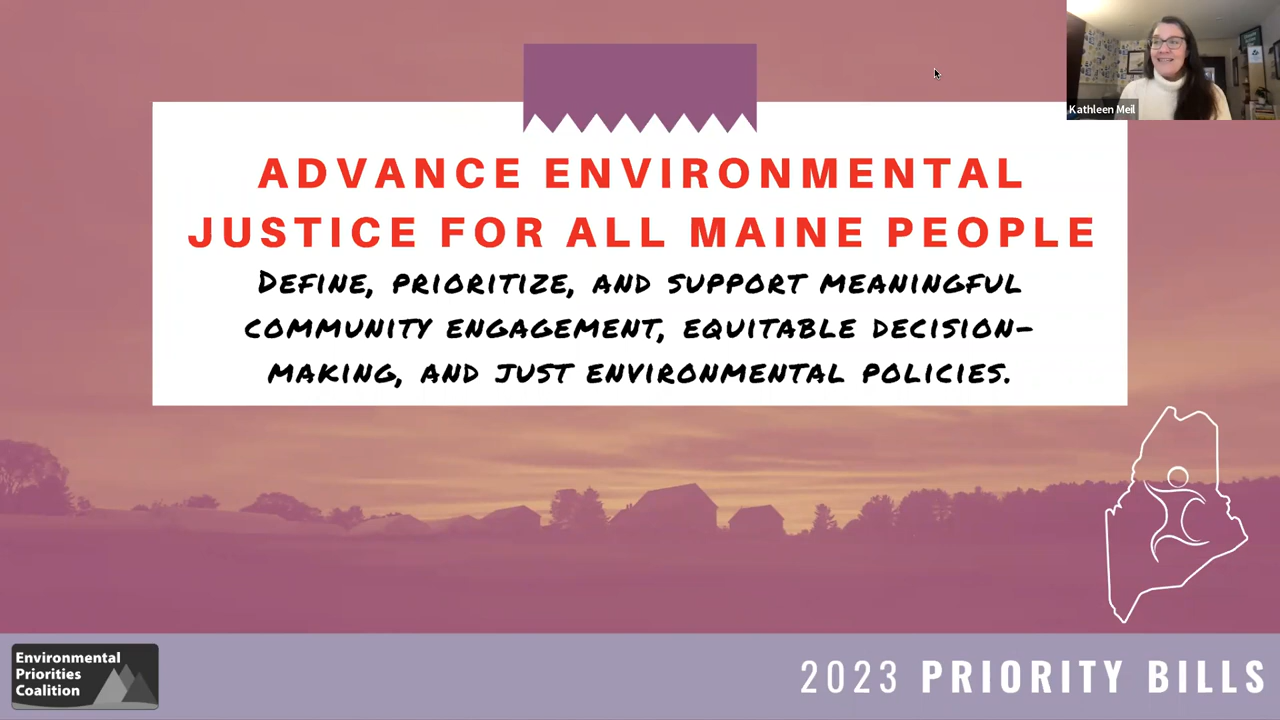 Kathleen Meil
ADVANCE ENVIRONMENTAL
JUSTICE FOR ALL MAINE PEOPLE
DEFINE, PRIORITIZE, AND SUPPORT MEANINGFUL
COMMUNITY ENGAGEMENT, EQUITABLE DECISION-
MAKING, AND JUST ENVIRONMENTAL POLICIES.
Environmental
Priorities
Coalition
2023 PRIORITY BILLS